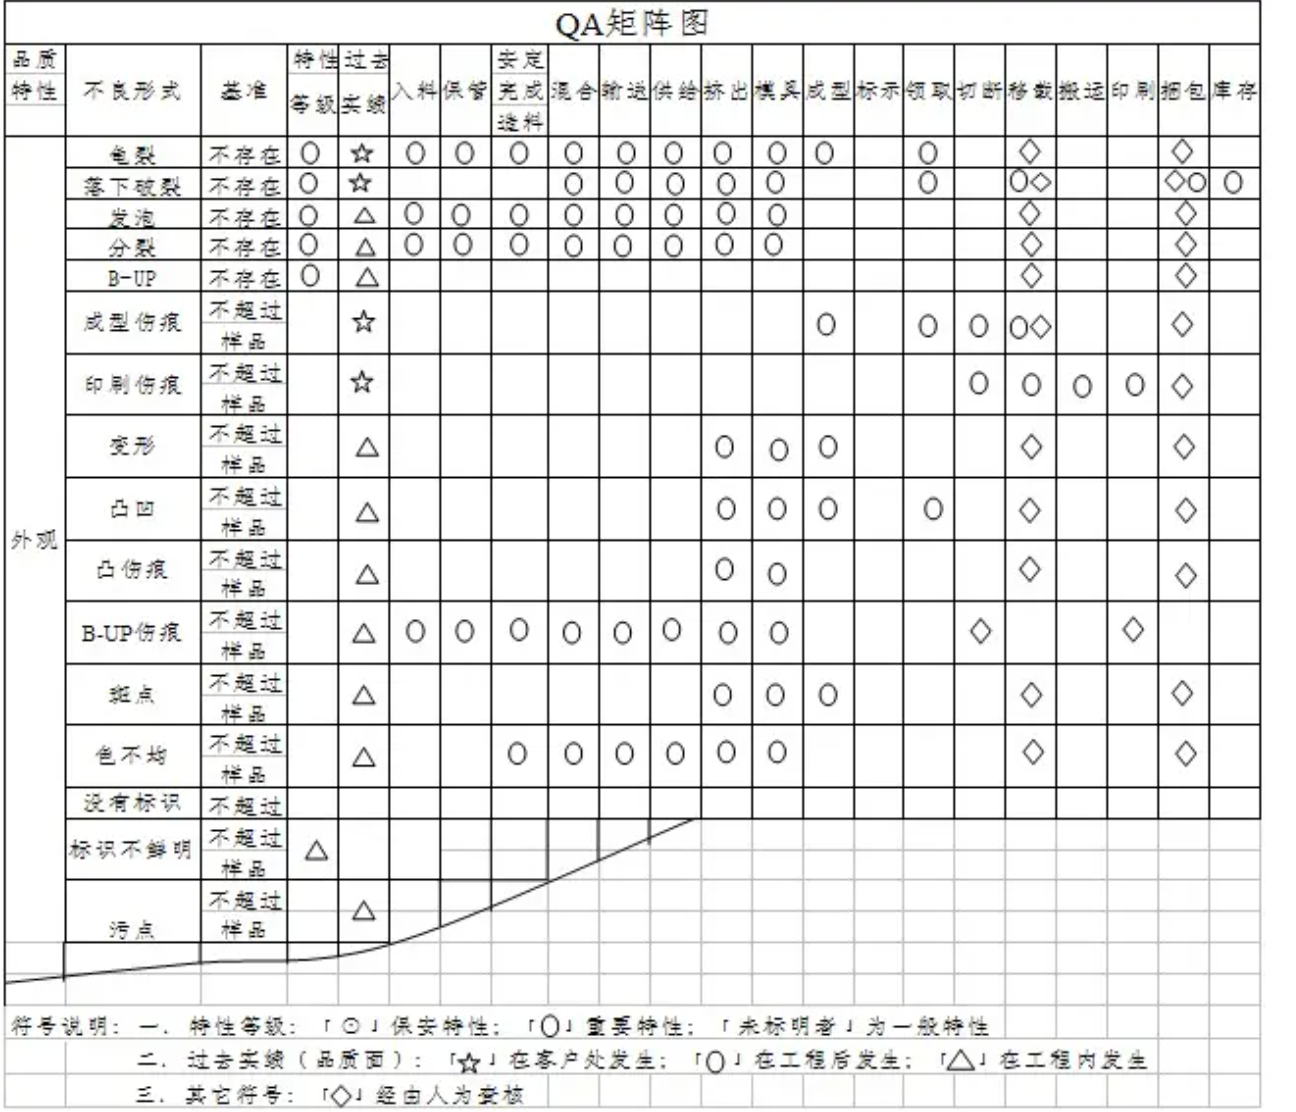 QA矩阵图
品质特性 不良形式 基准 特性等级 过去实绩 入料 保管 安定完成造料 混合 输送 供给 挤出 模具 成型 标示 领取 切断 移载 搬运 印刷 捆包 库存
外观
龟裂 不存在 ○ ☆ ○ ○ ○ ○ ○ ○ ○ ○ ○ ○ ◇ ◇
落下破裂 不存在 ○ ☆ ○ ○ ○ ○ ○ ○ ○◇ ◇○ ○
发泡 不存在 ○ △ ○ ○ ○ ○ ○ ○ ○ ○ ◇ ◇
分裂 不存在 ○ △ ○ ○ ○ ○ ○ ○ ○ ○ ◇ ◇
B-UP 不存在 ○ △ ◇ ◇
成型伤痕 不超过样品 ☆ ○ ○ ○ ○◇ ◇
印刷伤痕 不超过样品 ☆ ○ ○ ○ ○ ◇
变形 不超过样品 △ ○ ○ ○ ◇ ◇
凸凹 不超过样品 △ ○ ○ ○ ○ ◇ ◇
凸伤痕 不超过样品 △ ○ ○ ◇ ◇
B-UP伤痕 不超过样品 △ ○ ○ ○ ○ ○ ○ ○ ○ ◇ ◇
斑点 不超过样品 △ ○ ○ ○ ◇ ◇
色不均 不超过样品 △ ○ ○ ○ ○ ○ ○ ◇ ◇
没有标识 不超过
标识不鲜明 不超过样品 △
污点 不超过样品 △
符号说明：一．特性等级：「⊙」保安特性；「○」重要特性；「未标明者」为一般特性
二．过去实绩（品质面）：「☆」在客户处发生；「○」在工程后发生；「△」在工程内发生
三．其它符号：「◇」经由人为查核